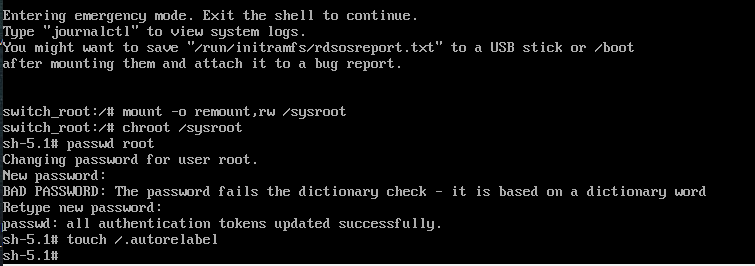 Entering emergency mode. Exit the shell to continue.
Type "journalctl" to view system logs.
You might want to save "/run/initramfs/rdsosreport.txt" to a USB stick or /boot
after mounting them and attach it to a bug report.
switch_root:/# mount -o remount,rw /sysroot
switch_root:/# chroot /sysroot
sh-5.1# passwd root
Changing password for user root.
New password:
BAD PASSWORD: The password fails the dictionary check - it is based on a dictionary word
Retype new password:
passwd: all authentication tokens updated successfully.
sh-5.1# touch /.autorelabel
sh-5.1#